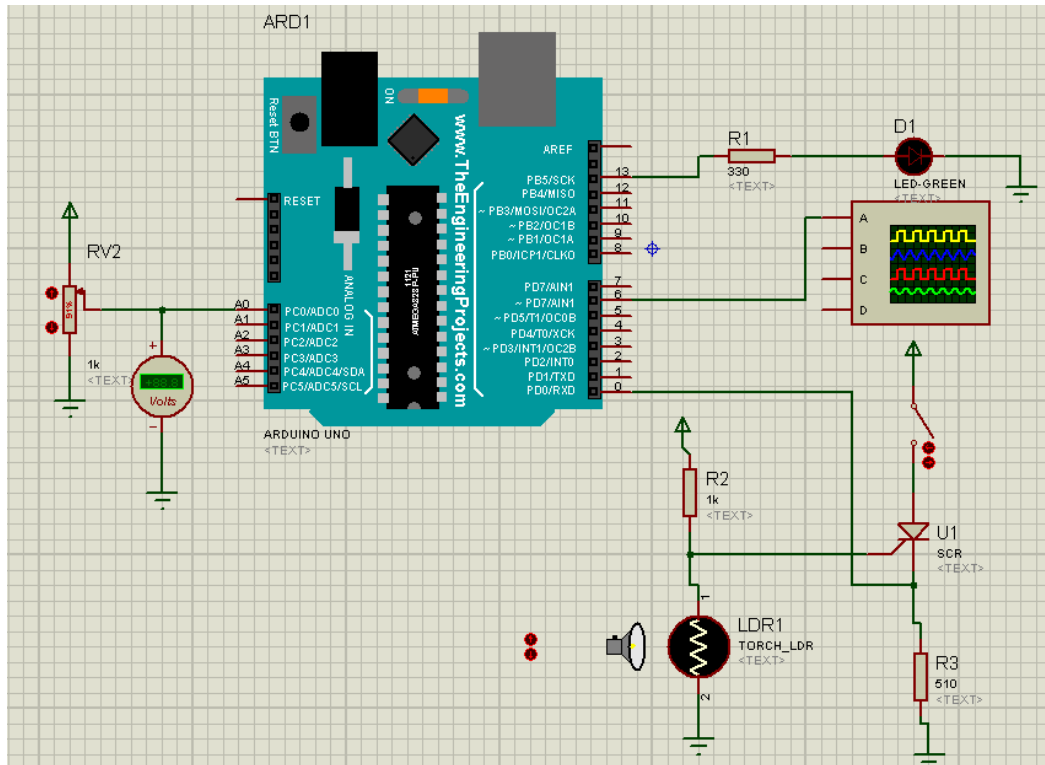 ARD1
Reset BTN
ON
www.TheEngineeringProjects.com
RESET
AREF
PB5/SCK 13
PB4/MISO 12
~ PB3/MOSI/OC2A 11
~ PB2/OC1B 10
~ PB1/OC1A 9
PB0/ICP1/CLKO 8
PD7/AIN1 7
~ PD7/AIN1 6
~ PD5/T1/OC0B 5
PD4/T0/XCK 4
~ PD3/INT1/OC2B 3
PD2/INT0 2
PD1/TXD 1
PD0/RXD 0
ANALOG IN
A0 PC0/ADC0
A1 PC1/ADC1
A2 PC2/ADC2
A3 PC3/ADC3
A4 PC4/ADC4/SDA
A5 PC5/ADC5/SCL
1121
ARDUINO UNO
<TEXT>
RV2
91%
1k
<TEXT>
+
Volts
−
R1
330
<TEXT>
D1
LED-GREEN
<TEXT>
A
B
C
D
R2
1k
<TEXT>
U1
SCR
<TEXT>
1
LDR1
TORCH_LDR
<TEXT>
2
R3
510
<TEXT>